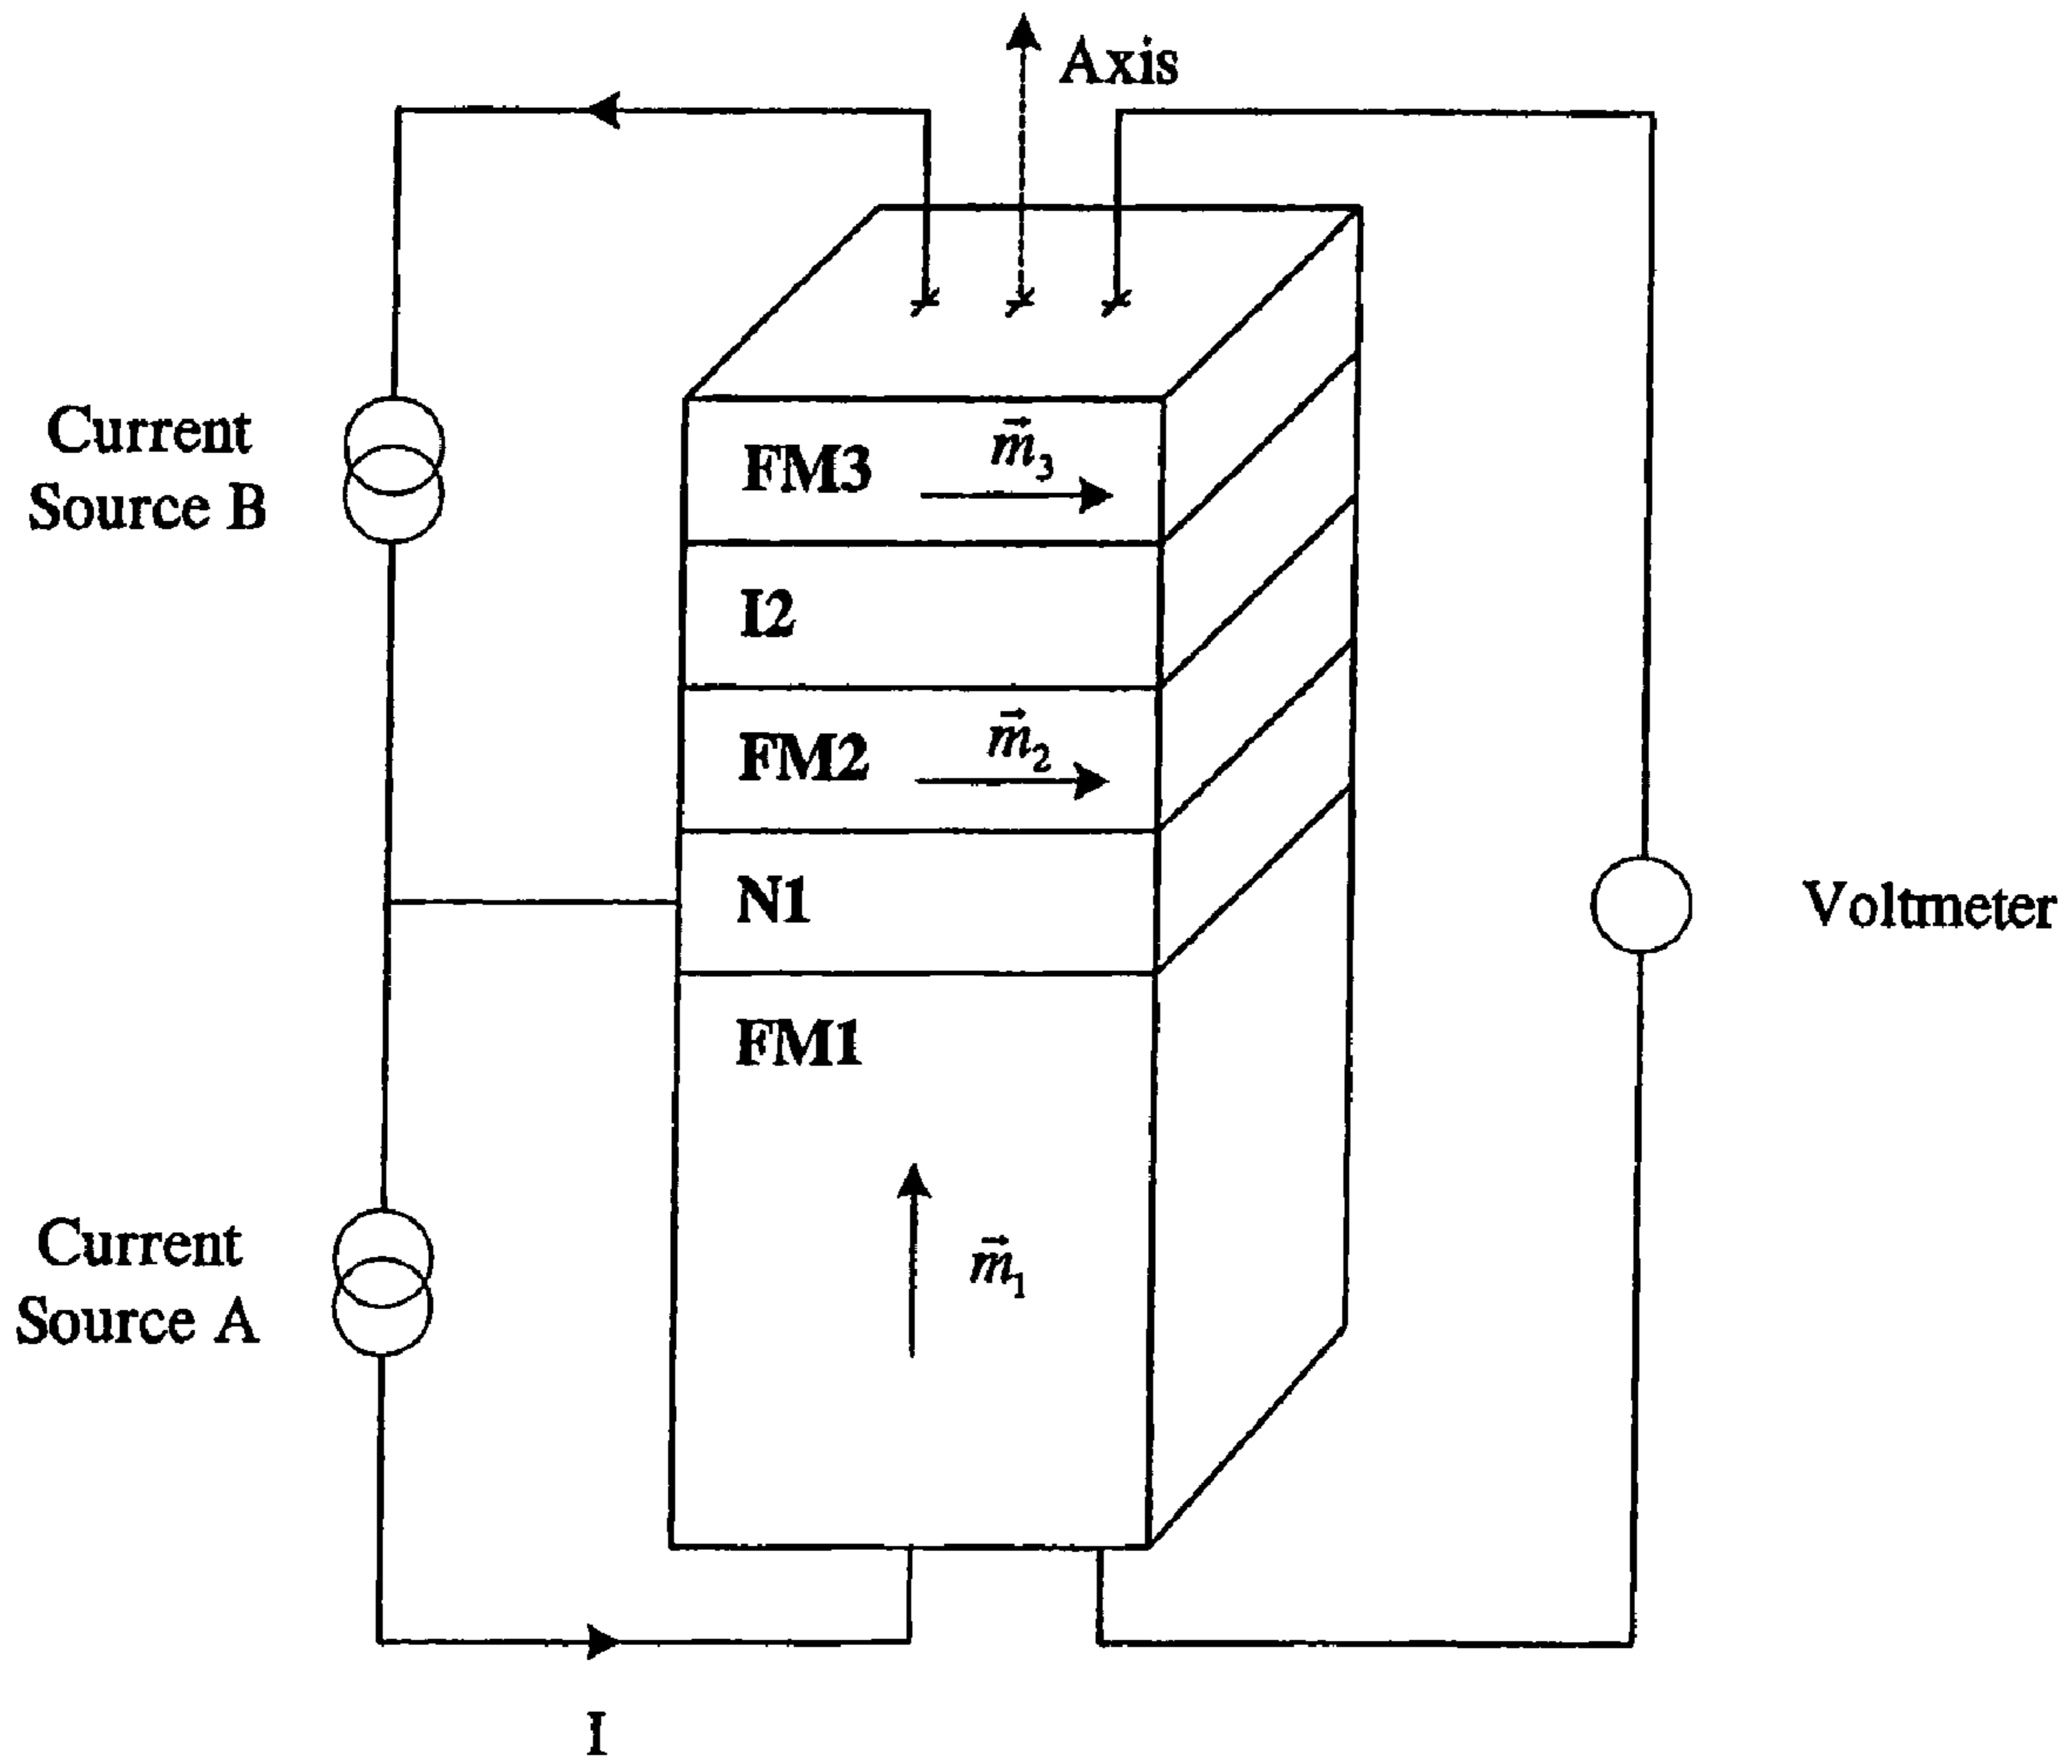 Axis
Current
Source B
FM3
m⃗₃
I2
FM2
m⃗₂
N1
Voltmeter
FM1
Current
Source A
m⃗₁
I